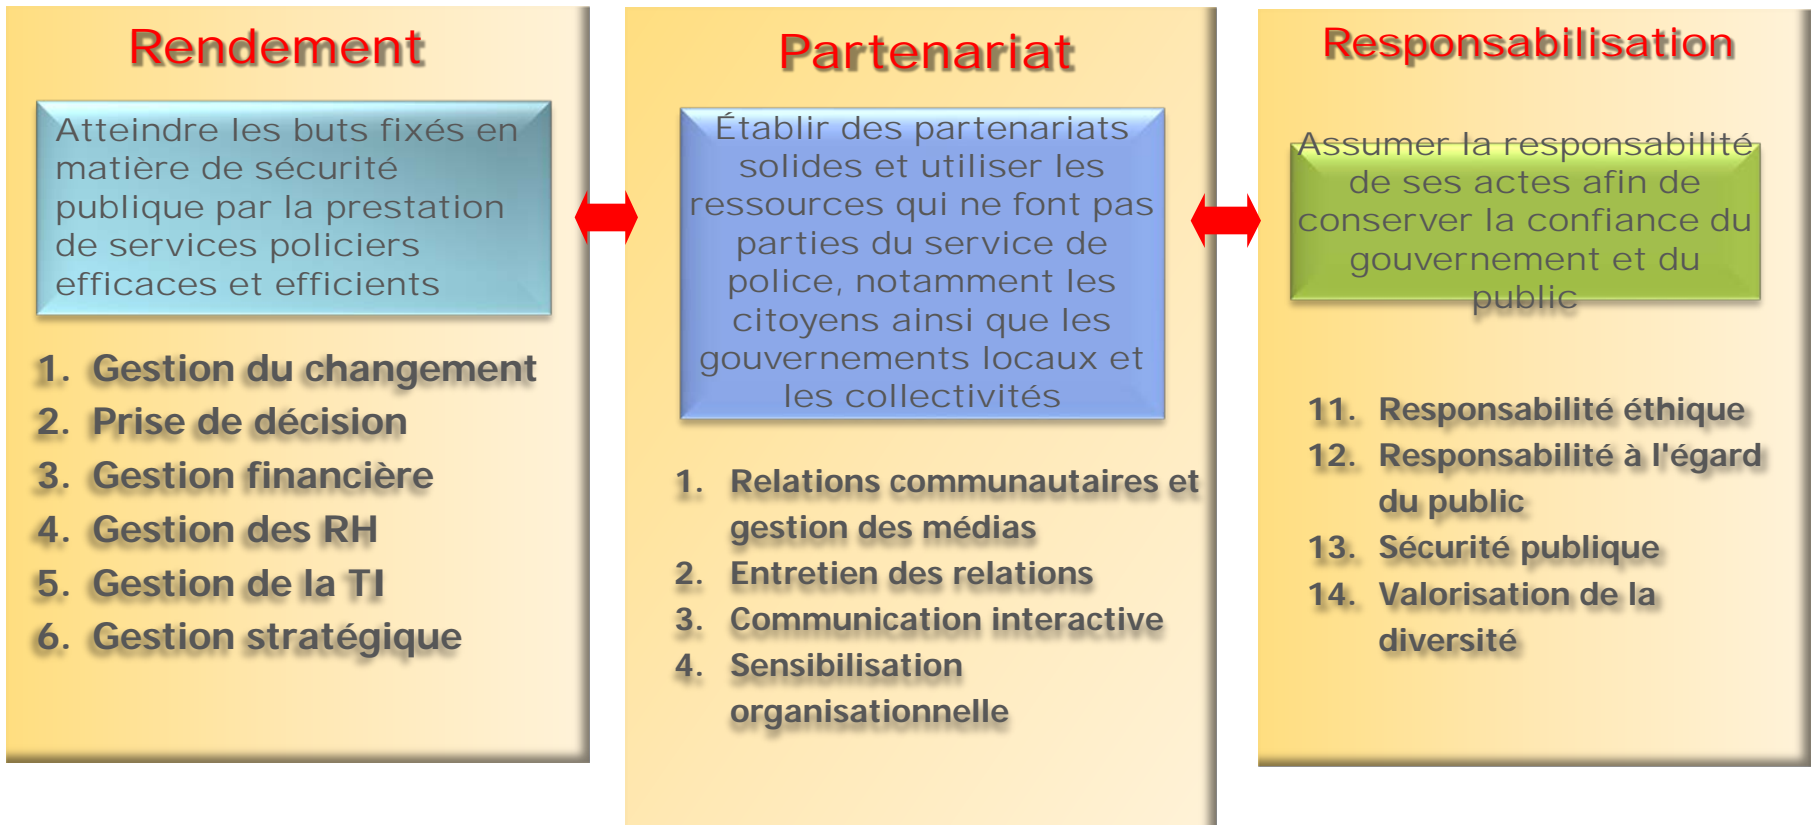 Rendement
Atteindre les buts fixés en
matière de sécurité
publique par la prestation
de services policiers
efficaces et efficients
1. Gestion du changement
2. Prise de décision
3. Gestion financière
4. Gestion des RH
5. Gestion de la TI
6. Gestion stratégique
Partenariat
Établir des partenariats
solides et utiliser les
ressources qui ne font pas
parties du service de
police, notamment les
citoyens ainsi que les
gouvernements locaux et
les collectivités
1. Relations communautaires et
gestion des médias
2. Entretien des relations
3. Communication interactive
4. Sensibilisation
organisationnelle
Responsabilisation
Assumer la responsabilité
de ses actes afin de
conserver la confiance du
gouvernement et du
public
11. Responsabilité éthique
12. Responsabilité à l'égard
du public
13. Sécurité publique
14. Valorisation de la
diversité